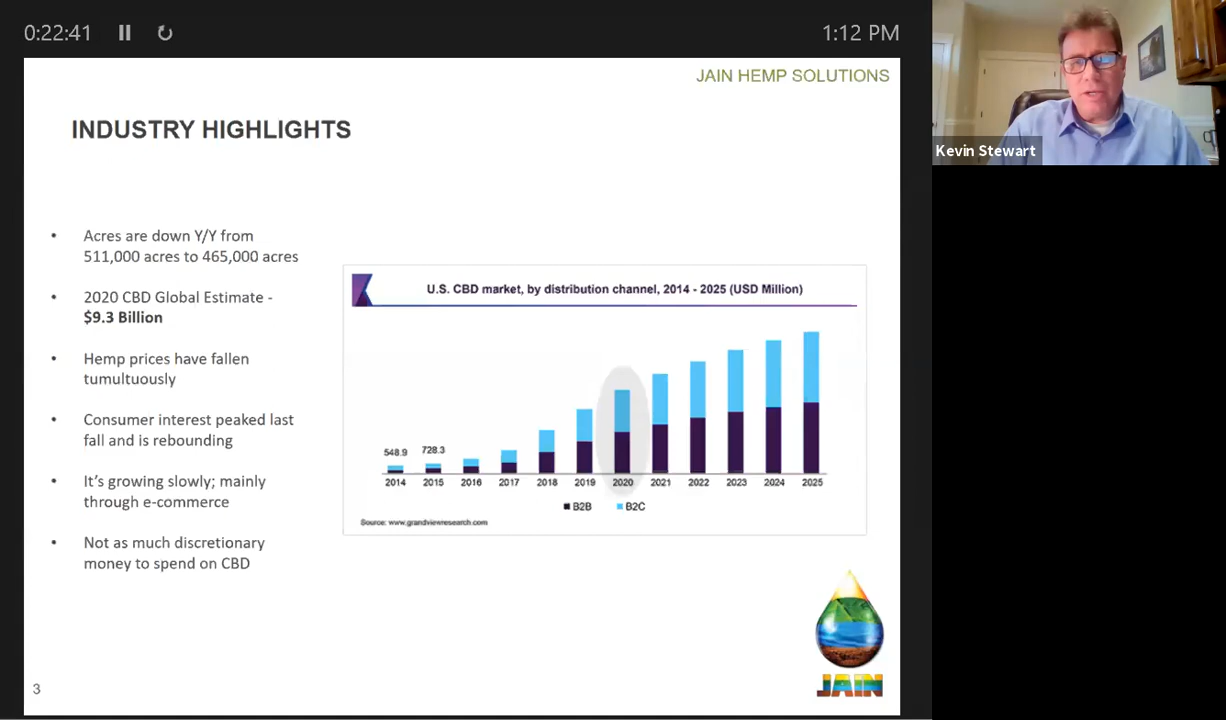 0:22:41
1:12 PM
JAIN HEMP SOLUTIONS
INDUSTRY HIGHLIGHTS
• Acres are down Y/Y from
511,000 acres to 465,000 acres
• 2020 CBD Global Estimate -
$9.3 Billion
• Hemp prices have fallen
tumultuously
• Consumer interest peaked last
fall and is rebounding
• It's growing slowly; mainly
through e-commerce
• Not as much discretionary
money to spend on CBD
U.S. CBD market, by distribution channel, 2014 - 2025 (USD Million)
548.9 728.3
2014 2015 2016 2017 2018 2019 2020 2021 2022 2023 2024 2025
B2B B2C
Source: www.grandviewresearch.com
JAIN
3
Kevin Stewart